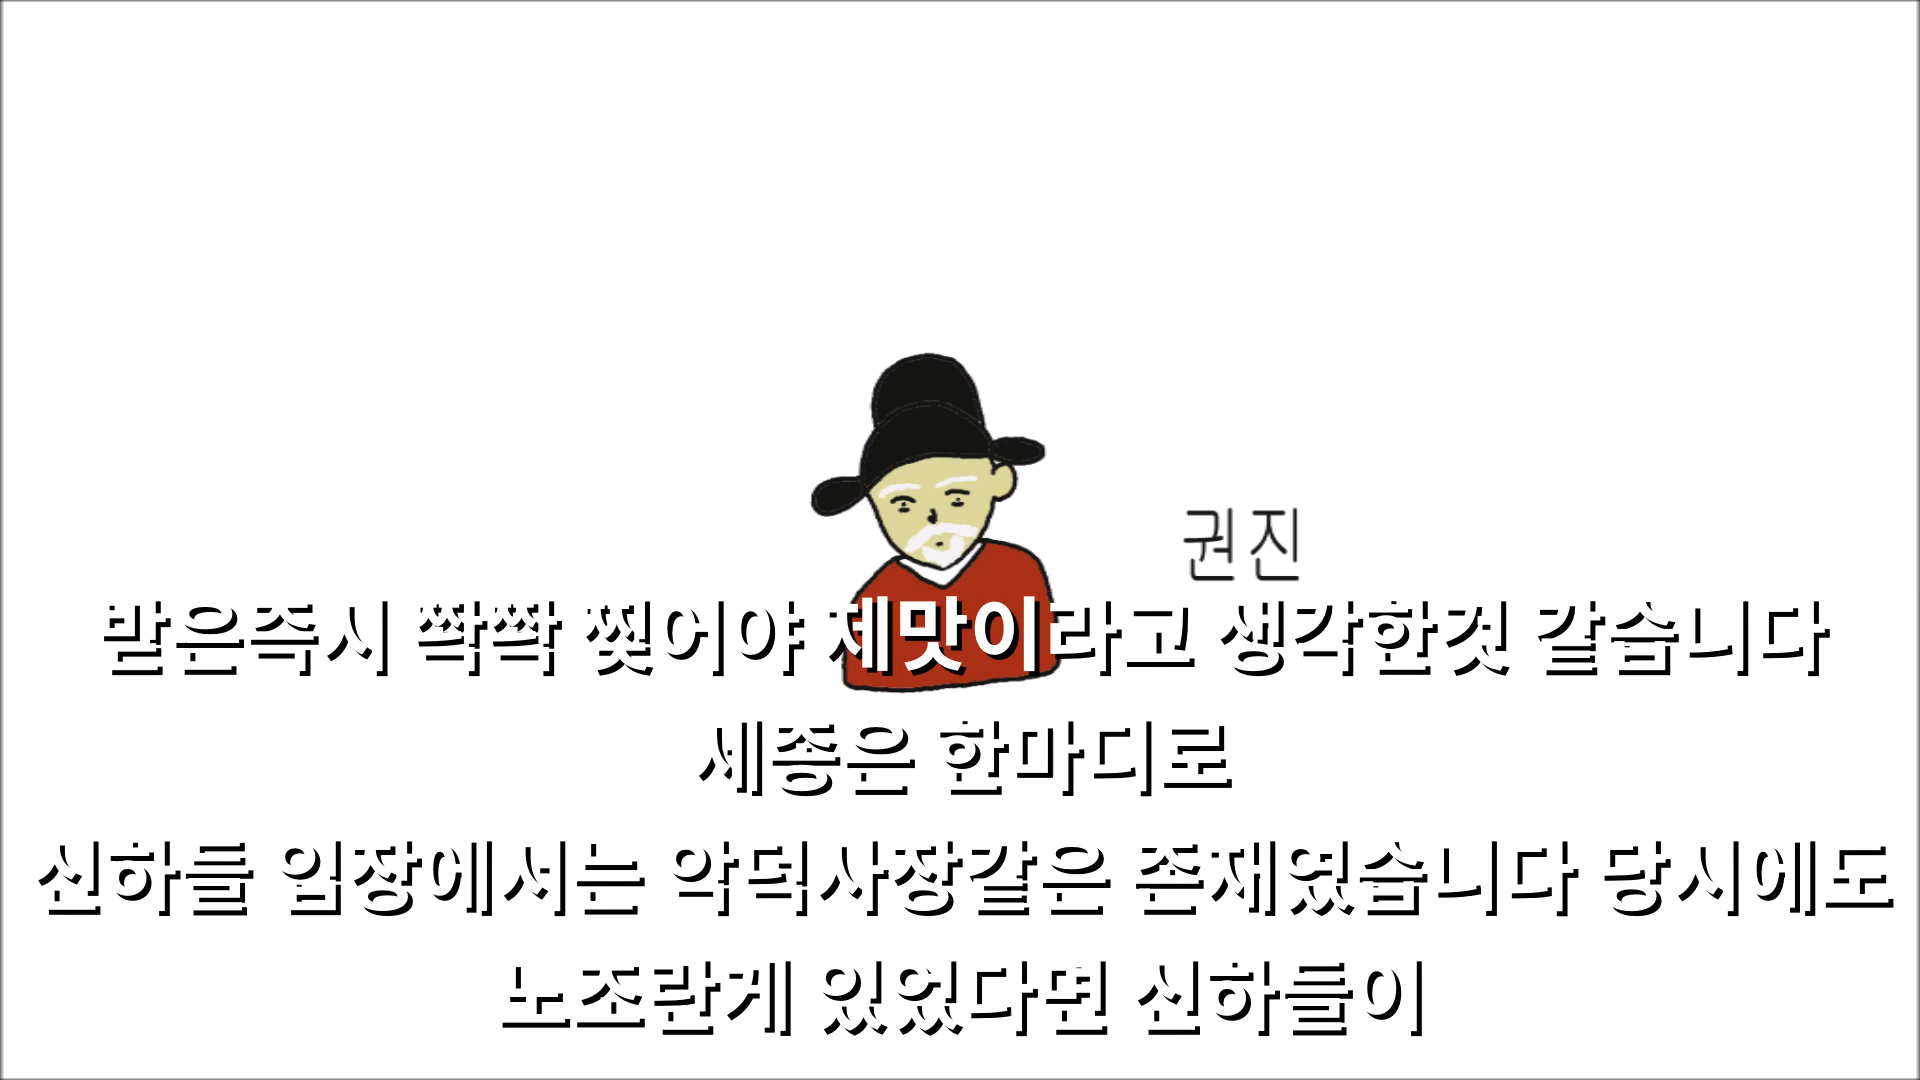 권진
받은즉시 쫙쫙 찢어야 제맛이라고 생각한것 같습니다
세종은 한마디로
신하들 입장에서는 악덕사장같은 존재였습니다 당시에도
노조란게 있었다면 신하들이